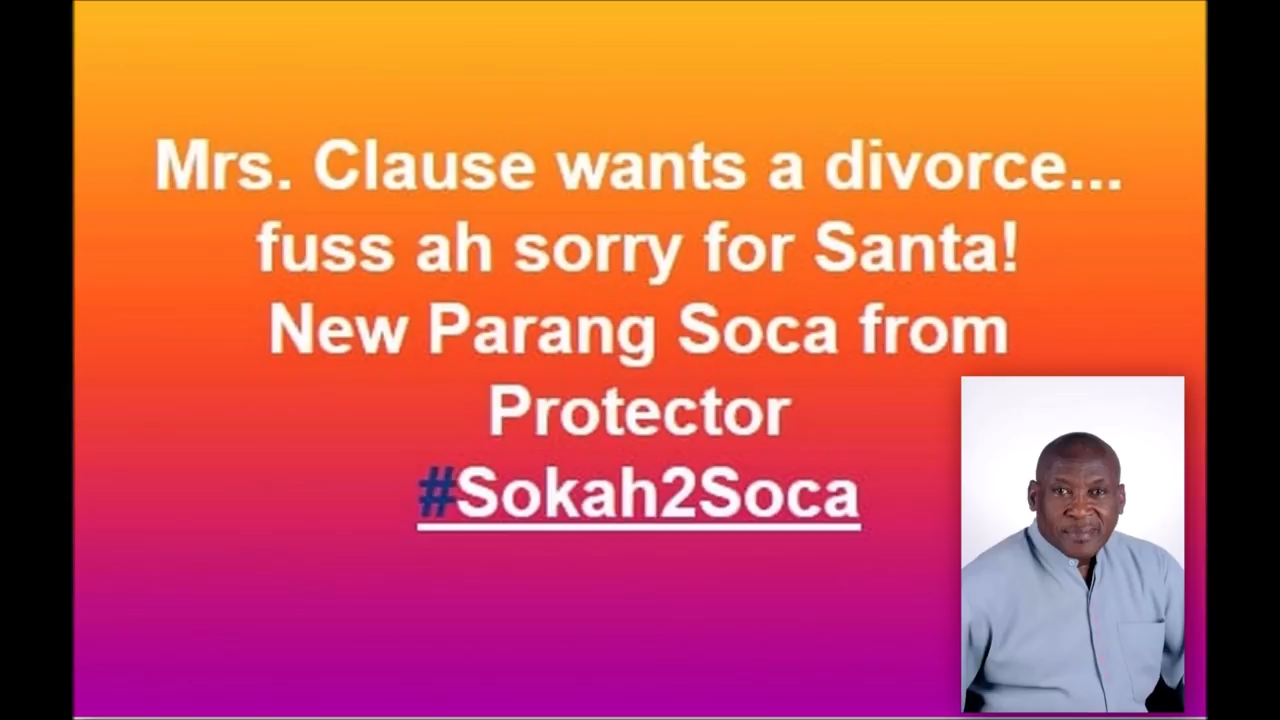 Mrs. Clause wants a divorce...
fuss ah sorry for Santa!
New Parang Soca from
Protector
#Sokah2Soca